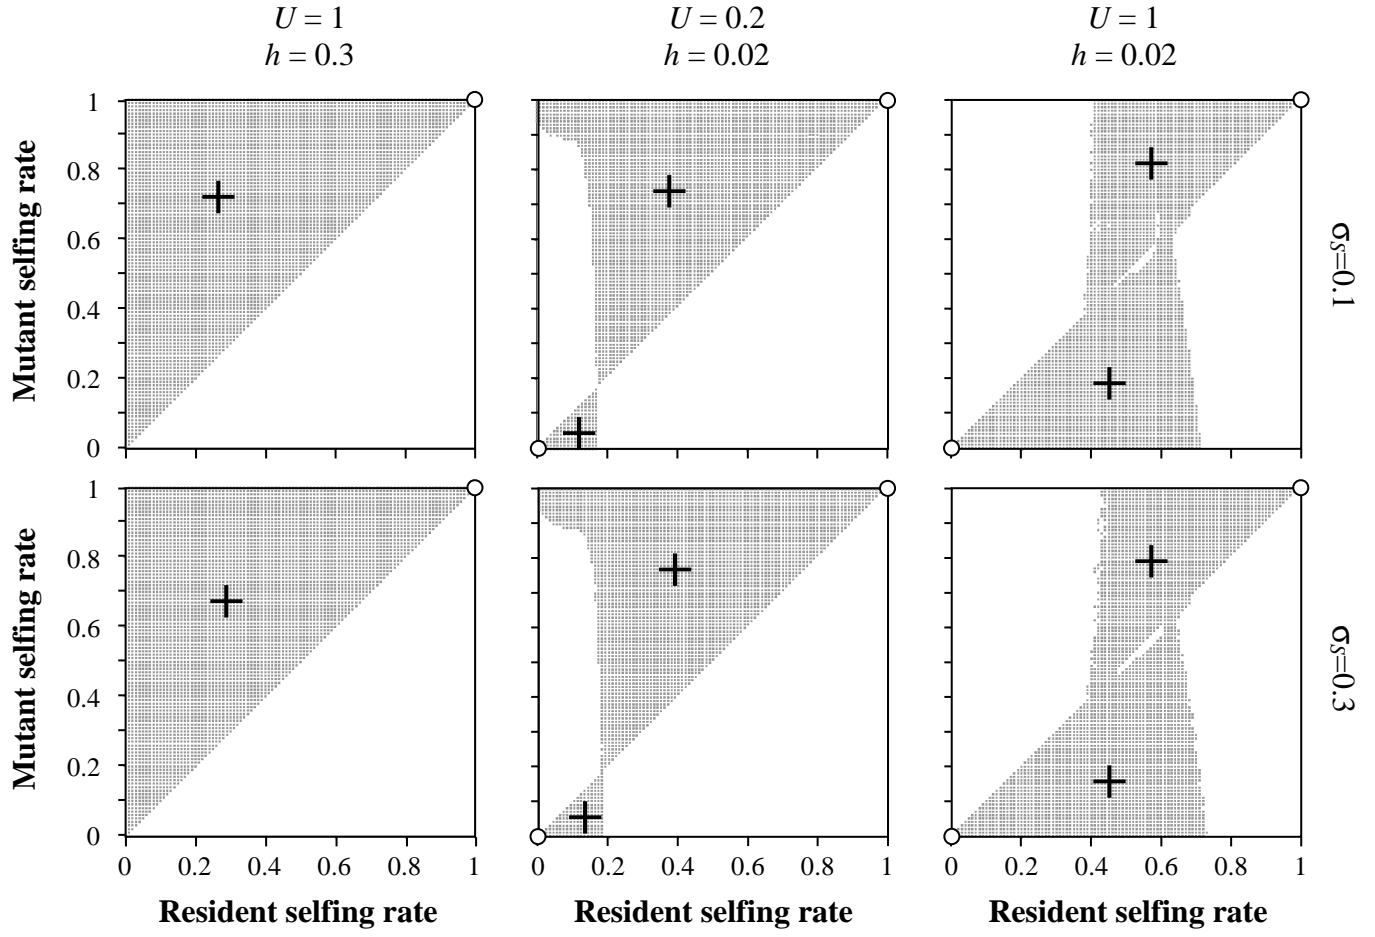 U = 1
h = 0.3
U = 0.2
h = 0.02
U = 1
h = 0.02
Mutant selfing rate
1
0.8
0.6
0.4
0.2
0
σS=0.1
Mutant selfing rate
1
0.8
0.6
0.4
0.2
0
σS=0.3
0 0.2 0.4 0.6 0.8 1
0 0.2 0.4 0.6 0.8 1
0 0.2 0.4 0.6 0.8 1
Resident selfing rate
Resident selfing rate
Resident selfing rate